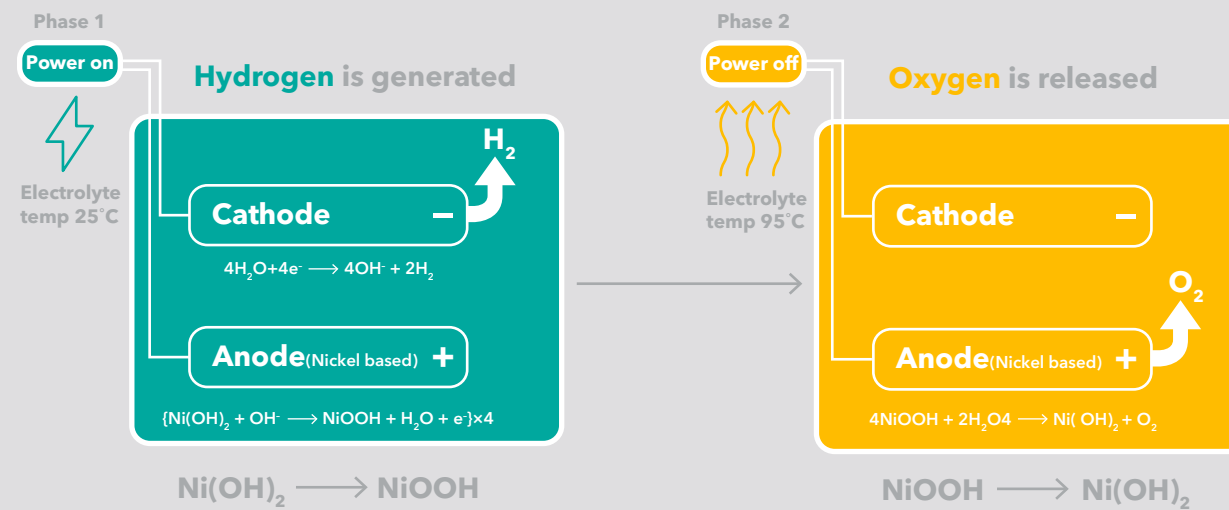 Phase 1
Power on
Hydrogen is generated
Electrolyte
temp 25°C
H₂
Cathode −
4H₂O+4e⁻ ⟶ 4OH⁻ + 2H₂
Anode(Nickel based) +
{Ni(OH)₂ + OH⁻ ⟶ NiOOH + H₂O + e⁻}×4
Ni(OH)₂ ⟶ NiOOH
Phase 2
Power off
Oxygen is released
Electrolyte
temp 95°C
Cathode −
O₂
Anode(Nickel based) +
4NiOOH + 2H₂O4 ⟶ Ni( OH)₂ + O₂
NiOOH ⟶ Ni(OH)₂